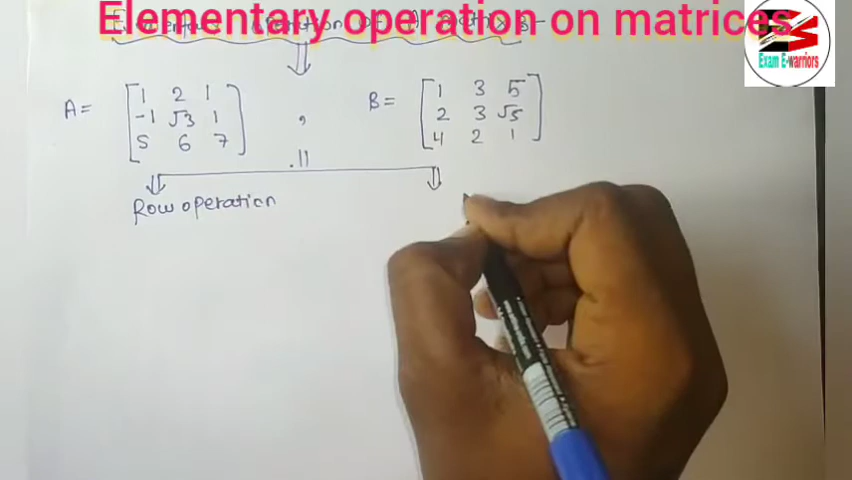 Elementary operation on matrices
Exam E-warriors
A = [ 1 2 1 , B = [ 1 3 5
-1 √3 1 2 3 √5
5 6 7 ] 4 2 1 ]
Row operation